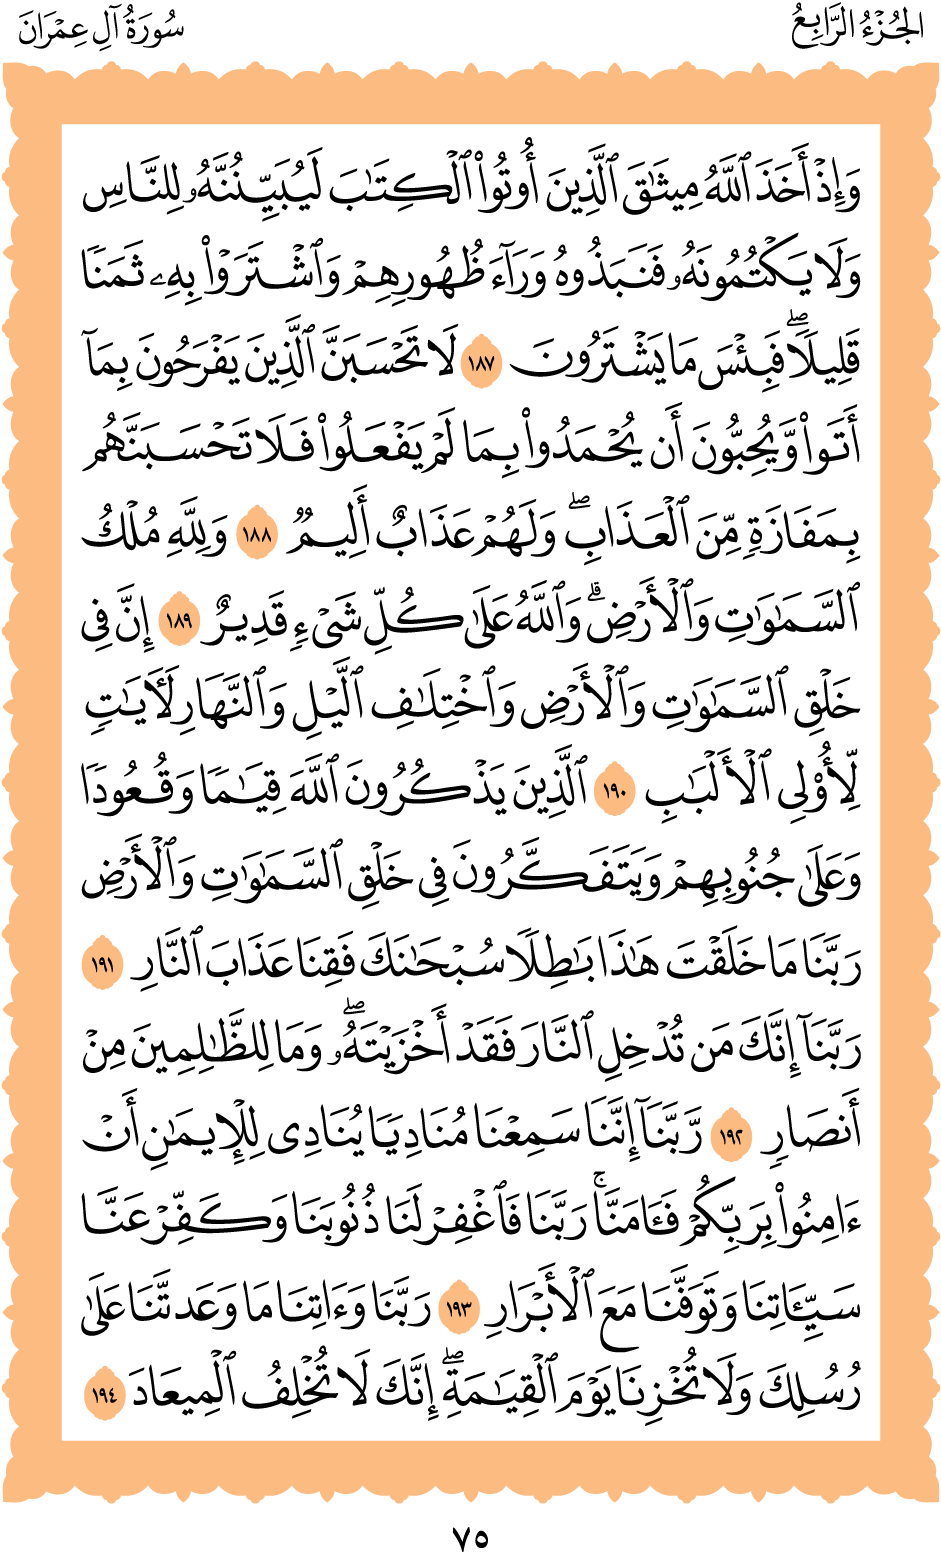 الجُزْءُ الرَّابِعُ
سُورَةُ آلِ عِمْرَانَ
وَإِذۡ أَخَذَ ٱللَّهُ مِيثَٰقَ ٱلَّذِينَ أُوتُواْ ٱلۡكِتَٰبَ لَيُبَيِّنُنَّهُۥ لِلنَّاسِ
وَلَا يَكۡتُمُونَهُۥ فَنَبَذُوهُ وَرَآءَ ظُهُورِهِمۡ وَٱشۡتَرَوۡاْ بِهِۦ ثَمَنٗا
قَلِيلٗاۖ فَبِئۡسَ مَا يَشۡتَرُونَ ١٨٧ لَا تَحۡسَبَنَّ ٱلَّذِينَ يَفۡرَحُونَ بِمَآ
أَتَواْ وَّيُحِبُّونَ أَن يُحۡمَدُواْ بِمَا لَمۡ يَفۡعَلُواْ فَلَا تَحۡسَبَنَّهُم
بِمَفَازَةٖ مِّنَ ٱلۡعَذَابِۖ وَلَهُمۡ عَذَابٌ أَلِيمٞ ١٨٨ وَلِلَّهِ مُلۡكُ
ٱلسَّمَٰوَٰتِ وَٱلۡأَرۡضِۗ وَٱللَّهُ عَلَىٰ كُلِّ شَيۡءٖ قَدِيرٌ ١٨٩ إِنَّ فِي
خَلۡقِ ٱلسَّمَٰوَٰتِ وَٱلۡأَرۡضِ وَٱخۡتِلَٰفِ ٱلَّيۡلِ وَٱلنَّهَارِ لَأٓيَٰتٖ
لِّأُوْلِي ٱلۡأَلۡبَٰبِ ١٩٠ ٱلَّذِينَ يَذۡكُرُونَ ٱللَّهَ قِيَٰمٗا وَقُعُودٗا
وَعَلَىٰ جُنُوبِهِمۡ وَيَتَفَكَّرُونَ فِي خَلۡقِ ٱلسَّمَٰوَٰتِ وَٱلۡأَرۡضِ
رَبَّنَا مَا خَلَقۡتَ هَٰذَا بَٰطِلٗا سُبۡحَٰنَكَ فَقِنَا عَذَابَ ٱلنَّارِ ١٩١
رَبَّنَآ إِنَّكَ مَن تُدۡخِلِ ٱلنَّارَ فَقَدۡ أَخۡزَيۡتَهُۥۖ وَمَا لِلظَّٰلِمِينَ مِنۡ
أَنصَارٖ ١٩٢ رَّبَّنَآ إِنَّنَا سَمِعۡنَا مُنَادِيٗا يُنَادِي لِلۡإِيمَٰنِ أَنۡ
ءَامِنُواْ بِرَبِّكُمۡ فَـَٔامَنَّاۚ رَبَّنَا فَٱغۡفِرۡ لَنَا ذُنُوبَنَا وَكَفِّرۡ عَنَّا
سَيِّـَٔاتِنَا وَتَوَفَّنَا مَعَ ٱلۡأَبۡرَارِ ١٩٣ رَبَّنَا وَءَاتِنَا مَا وَعَدتَّنَا عَلَىٰ
رُسُلِكَ وَلَا تُخۡزِنَا يَوۡمَ ٱلۡقِيَٰمَةِۖ إِنَّكَ لَا تُخۡلِفُ ٱلۡمِيعَادَ ١٩٤
٧٥